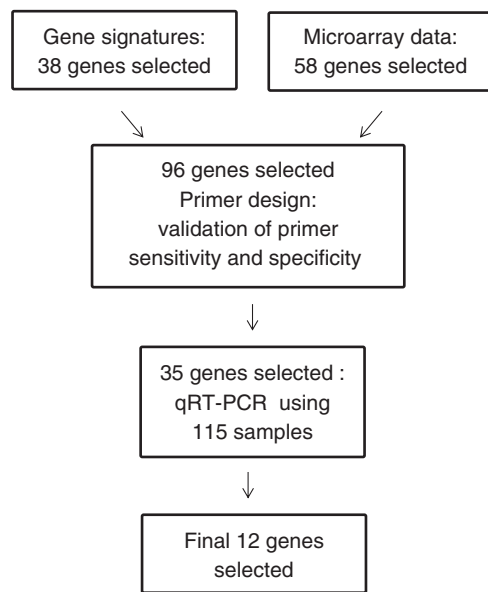 Gene signatures:
38 genes selected
Microarray data:
58 genes selected
96 genes selected
Primer design:
validation of primer
sensitivity and specificity
35 genes selected :
qRT-PCR using
115 samples
Final 12 genes
selected